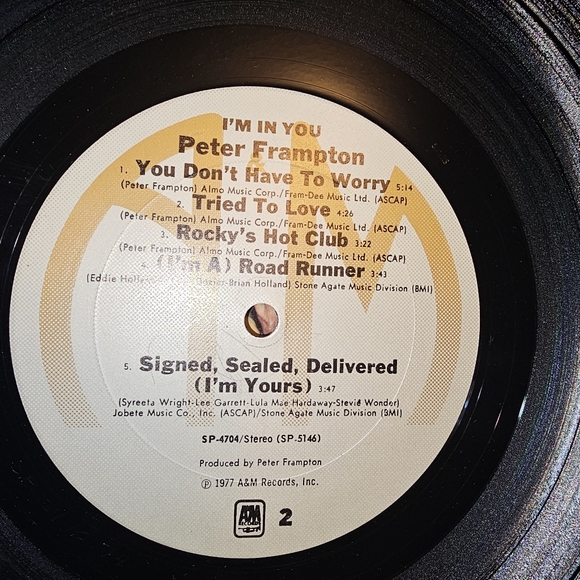 I'M IN YOU
Peter Frampton
1. You Don't Have To Worry 5:14
(Peter Frampton) Almo Music Corp./Fram-Dee Music Ltd. (ASCAP)
2. Tried To Love 4:26
(Peter Frampton) Almo Music Corp./Fram-Dee Music Ltd. (ASCAP)
3. Rocky's Hot Club 3:22
(Peter Frampton) Almo Music Corp./Fram-Dee Music Ltd. (ASCAP)
4. (I'm A) Road Runner 3:43
(Eddie Brian Holland) Stone Agate Music Division (BMI)
5. Signed, Sealed, Delivered
(I'm Yours) 3:47
(Syreeta Wright-Lee Garrett-Lula Mae Hardaway-Stevie Wonder)
Jobete Music Co., Inc. (ASCAP)/Stone Agate Music Division (BMI)
SP-4704/Stereo (SP-5146)
Produced by Peter Frampton
℗ 1977 A&M Records, Inc.
A&M
RECORDS
2